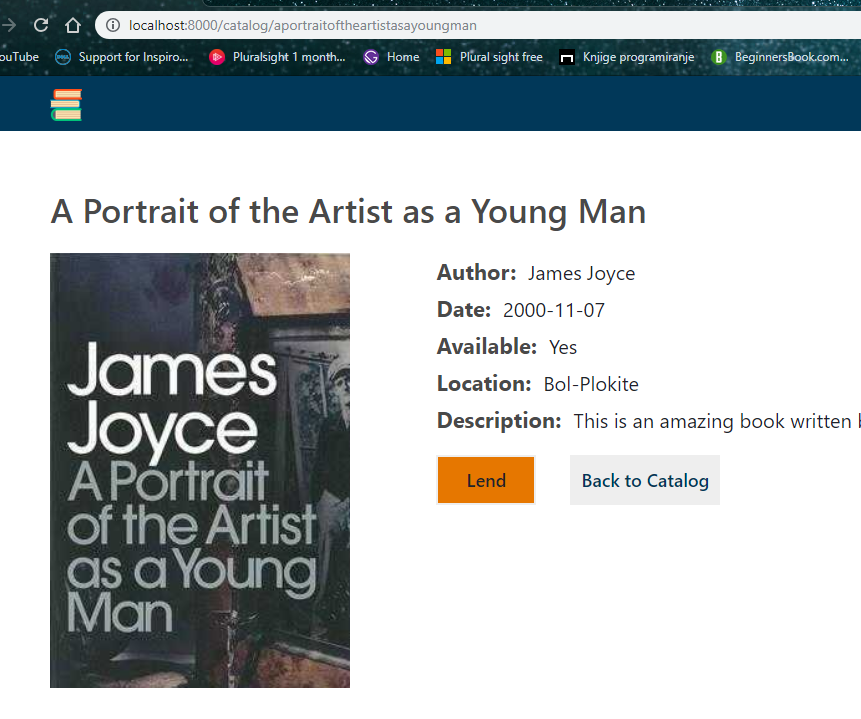 localhost:8000/catalog/aportraitoftheartistasayoungman
ouTube Support for Inspiro... Pluralsight 1 month... Home Plural sight free Knjige programiranje BeginnersBook.com...
A Portrait of the Artist as a Young Man
James
Joyce
A Portrait
of the Artist
as a Young
Man
Author: James Joyce
Date: 2000-11-07
Available: Yes
Location: Bol-Plokite
Description: This is an amazing book written
Lend Back to Catalog